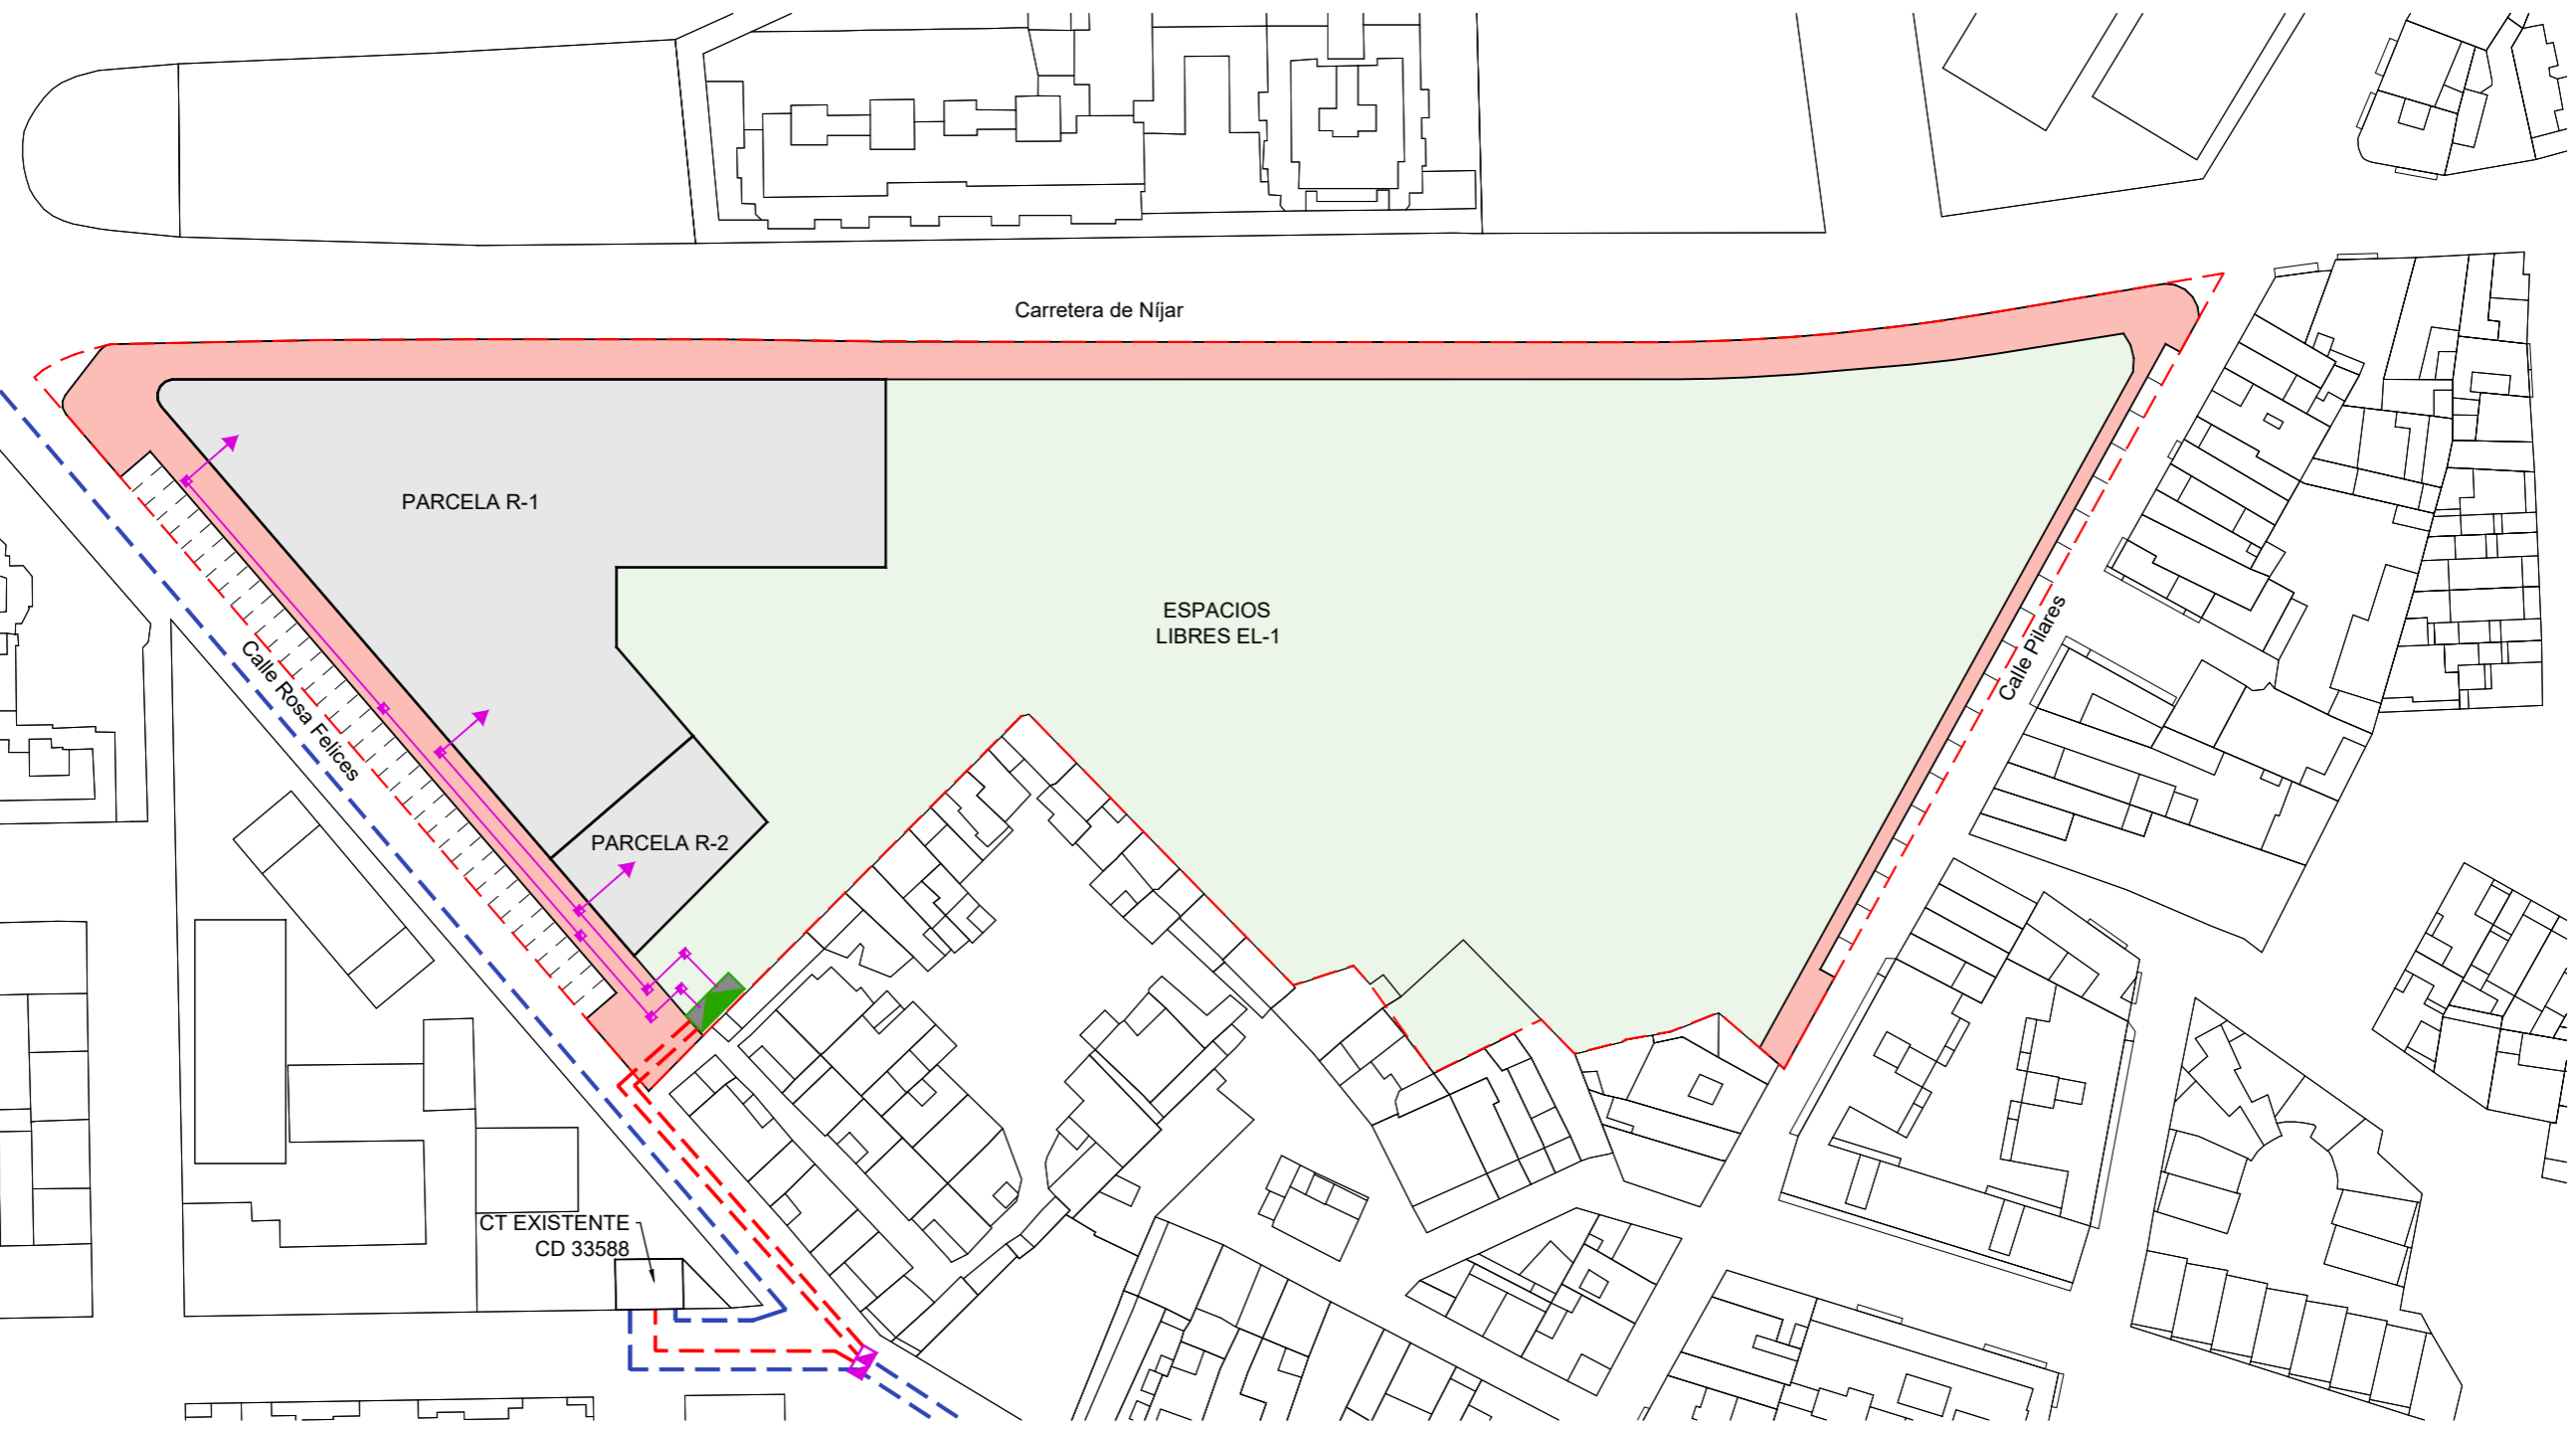 Carretera de Níjar
PARCELA R-1
ESPACIOS
LIBRES EL-1
Calle Pilares
Calle Rosa Felices
PARCELA R-2
CT EXISTENTE
CD 33588